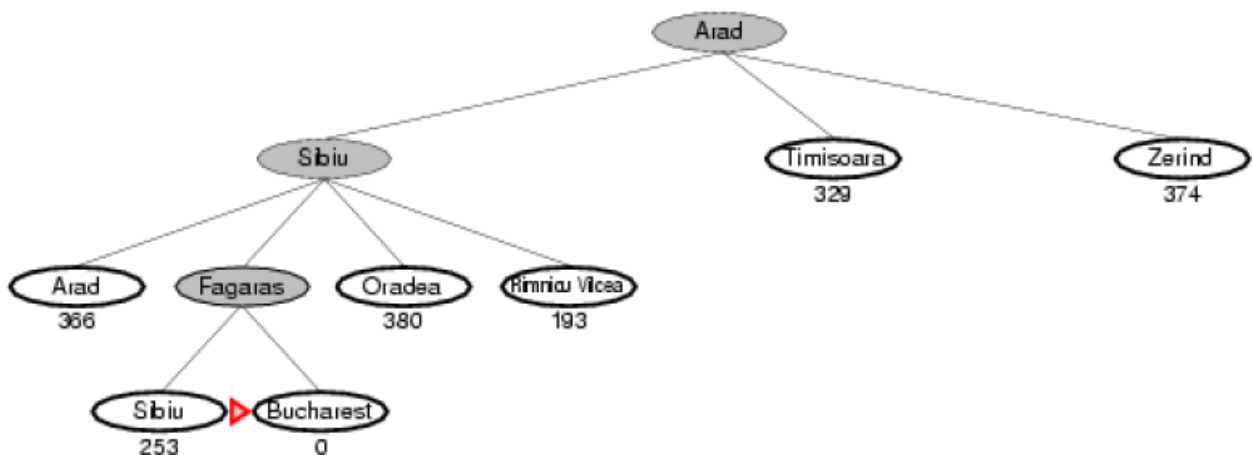 Arad
Sibiu
Timisoara
Zerind
329
374
Arad
Fagaras
Oradea
Rimnicu Vilcea
366
380
193
Sibiu
Bucharest
253
0